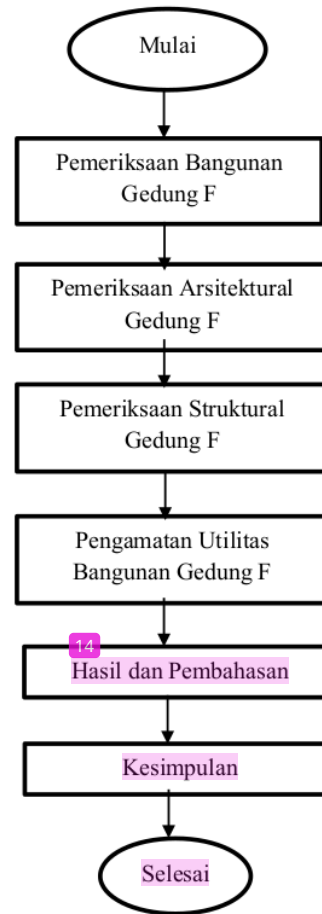 Mulai
Pemeriksaan Bangunan
Gedung F
Pemeriksaan Arsitektural
Gedung F
Pemeriksaan Struktural
Gedung F
Pengamatan Utilitas
Bangunan Gedung F
14
Hasil dan Pembahasan
Kesimpulan
Selesai